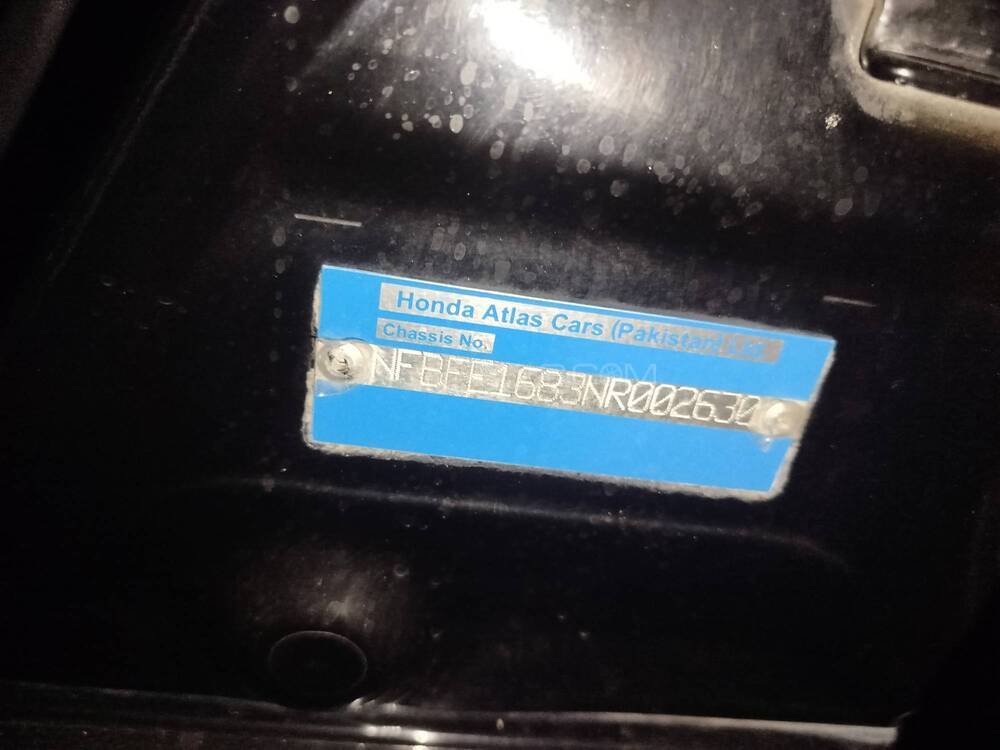 Honda Atlas Cars (Pakistan) Ltd.
Chassis No.
NFBFE1683NR002630